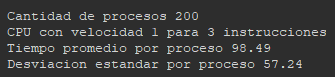 Cantidad de procesos 200
CPU con velocidad 1 para 3 instrucciones
Tiempo promedio por proceso 98.49
Desviacion estandar por proceso 57.24